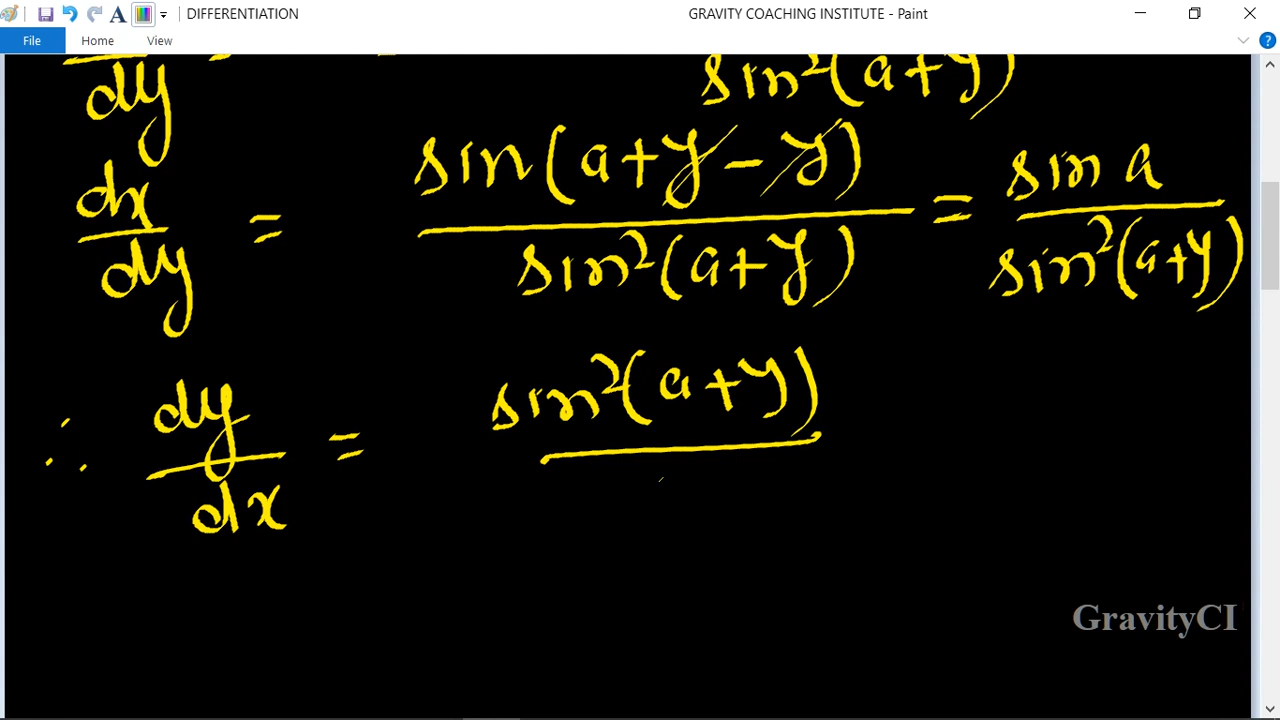 DIFFERENTIATION GRAVITY COACHING INSTITUTE - Paint
File Home View
dy = sin²(a+y)
dx/dy = sin(a+y-y)/sin²(a+y) = sin a/sin²(a+y)
∴ dy/dx = sin²(a+y)/
GravityCI